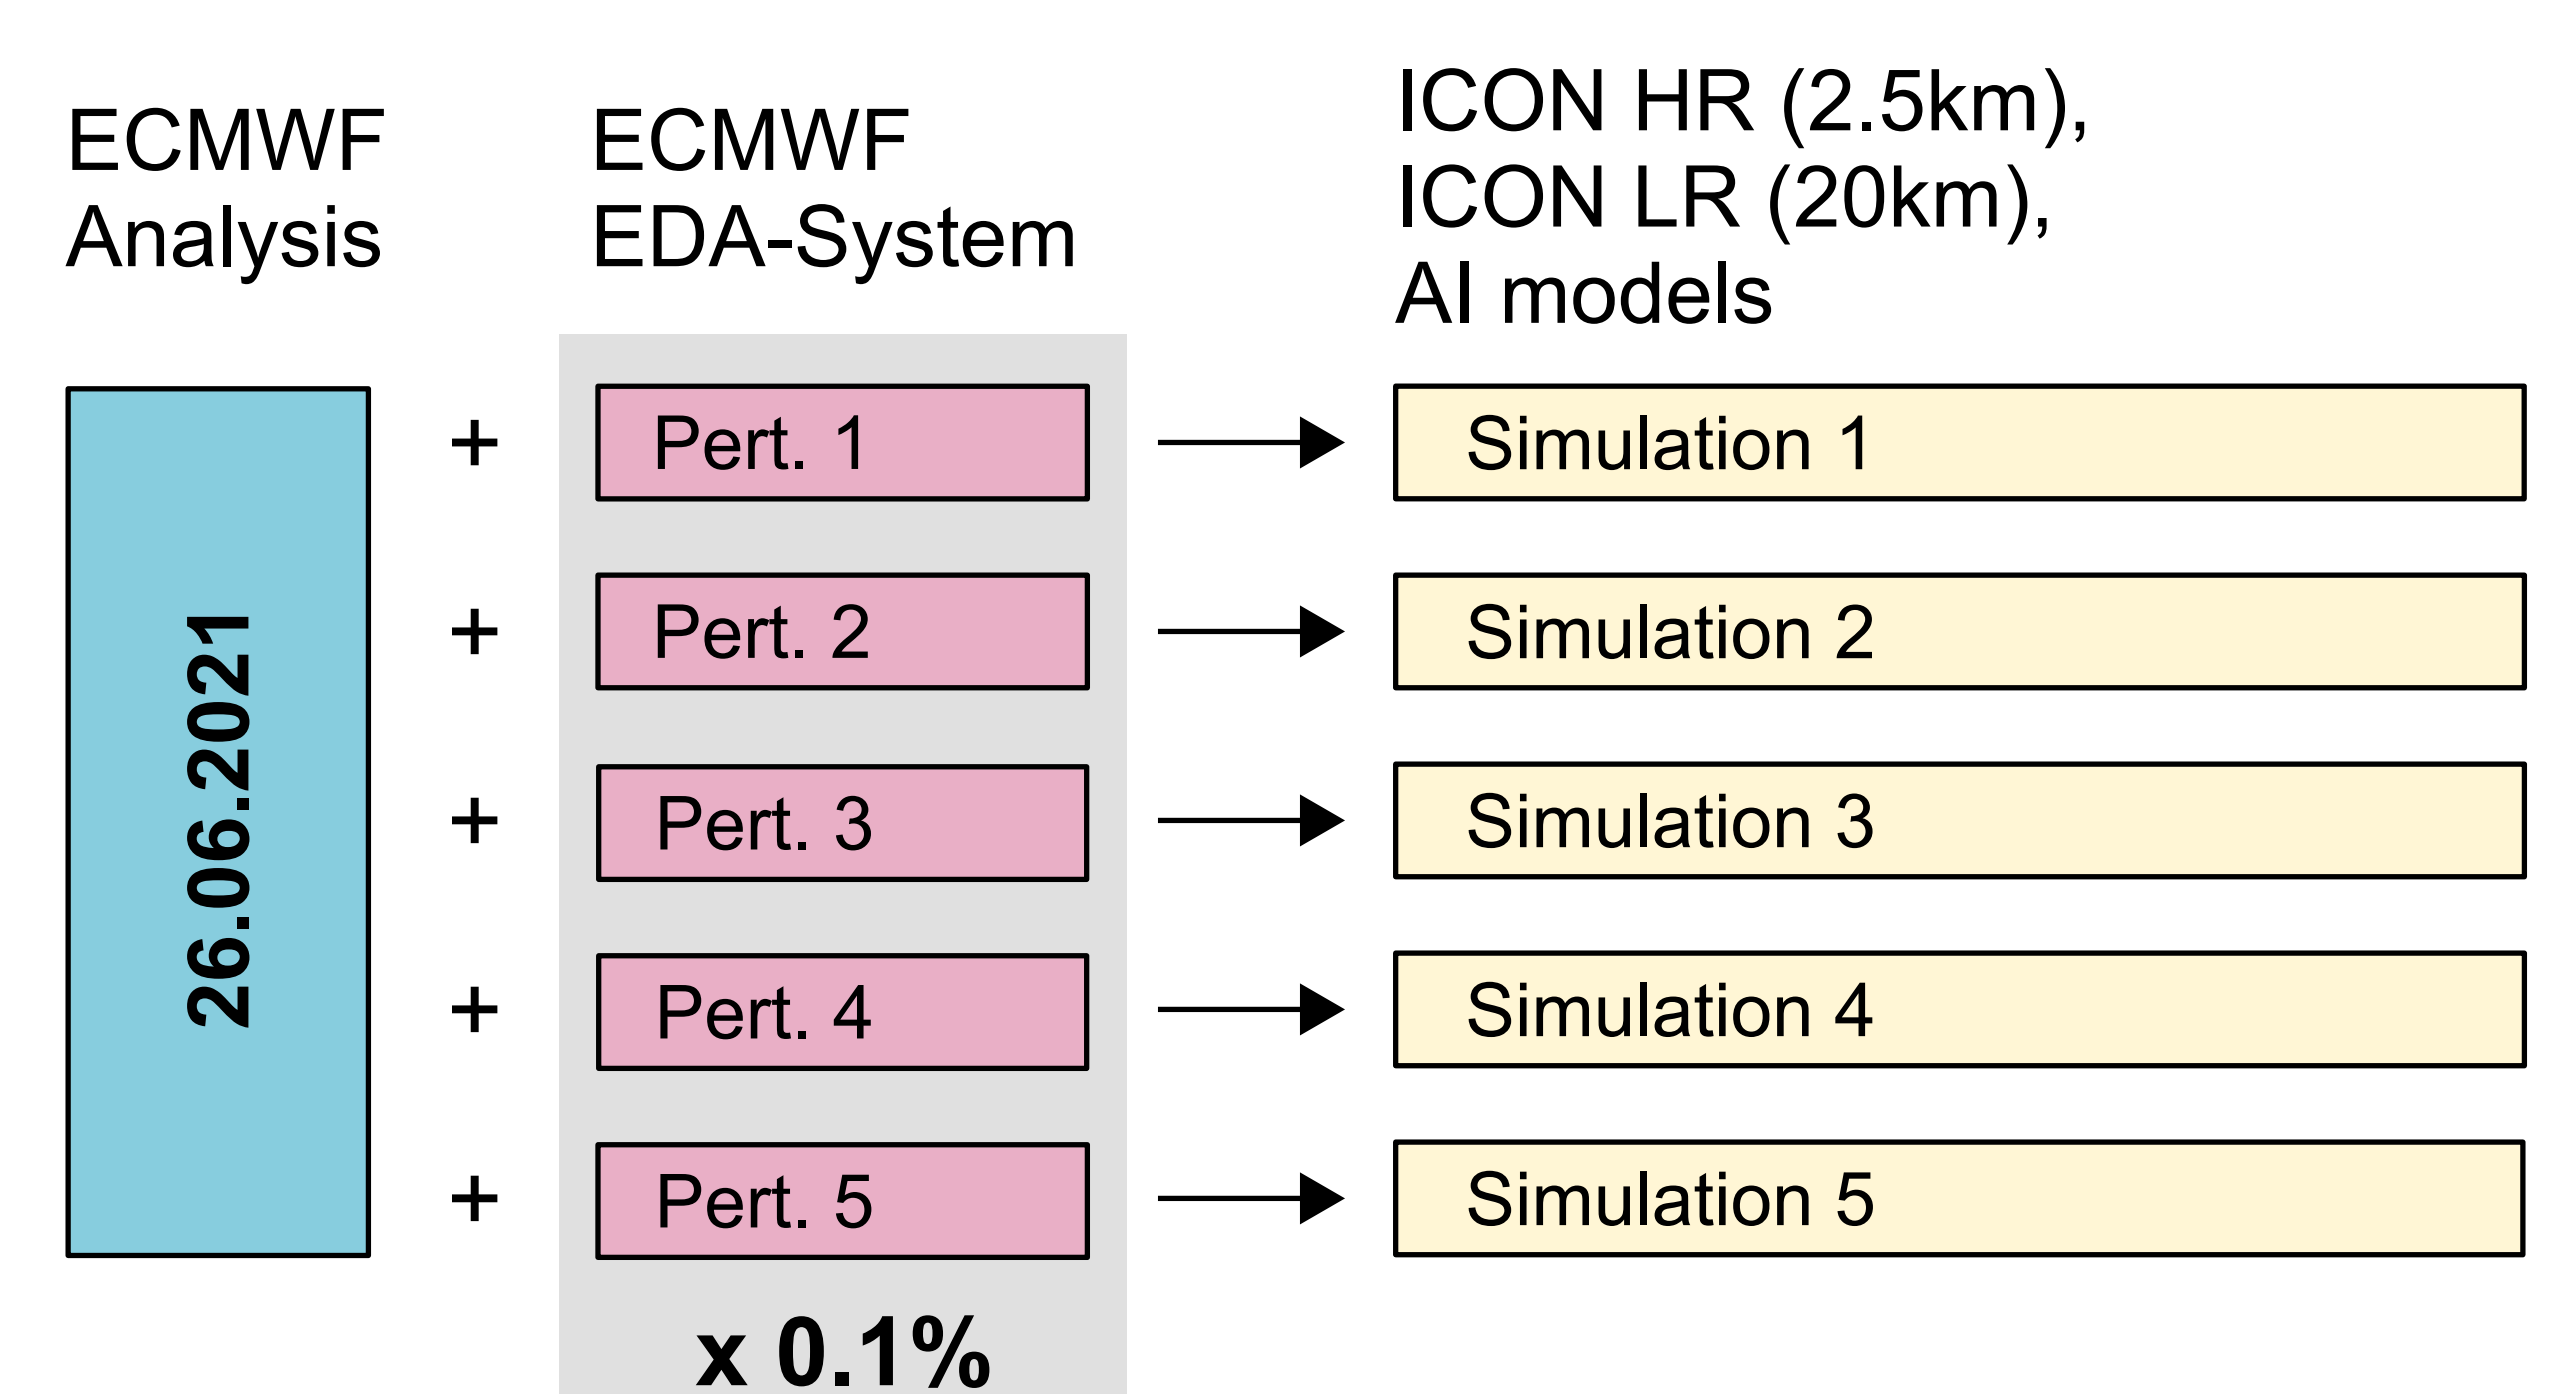 ECMWF
Analysis
ECMWF
EDA-System
ICON HR (2.5km),
ICON LR (20km),
AI models
26.06.2021
+
Pert. 1
Simulation 1
+
Pert. 2
Simulation 2
+
Pert. 3
Simulation 3
+
Pert. 4
Simulation 4
+
Pert. 5
Simulation 5
x 0.1%